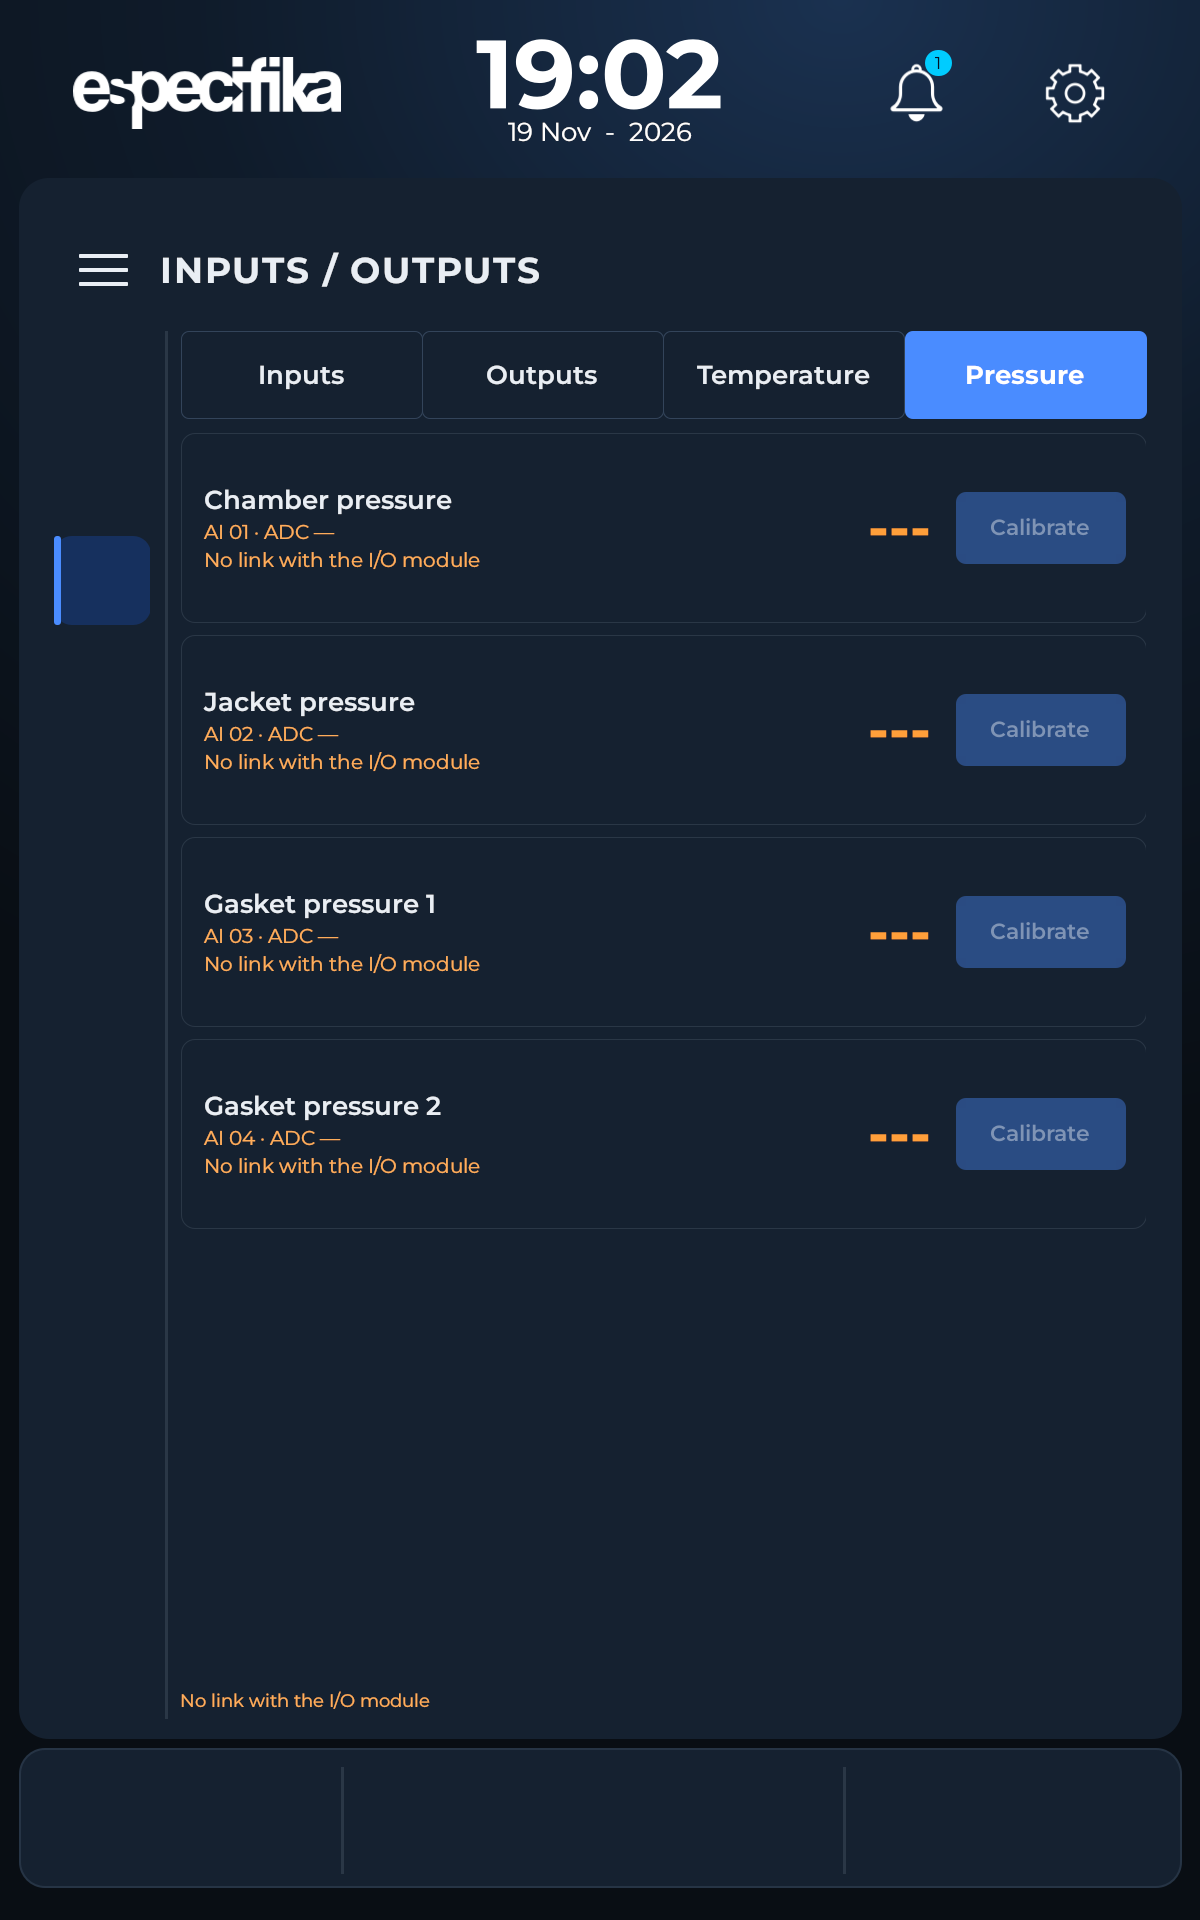 especifika
19:02
19 Nov - 2026
1
INPUTS / OUTPUTS
Inputs
Outputs
Temperature
Pressure
Chamber pressure
AI 01 · ADC —
No link with the I/O module
---
Calibrate
Jacket pressure
AI 02 · ADC —
No link with the I/O module
---
Calibrate
Gasket pressure 1
AI 03 · ADC —
No link with the I/O module
---
Calibrate
Gasket pressure 2
AI 04 · ADC —
No link with the I/O module
---
Calibrate
No link with the I/O module